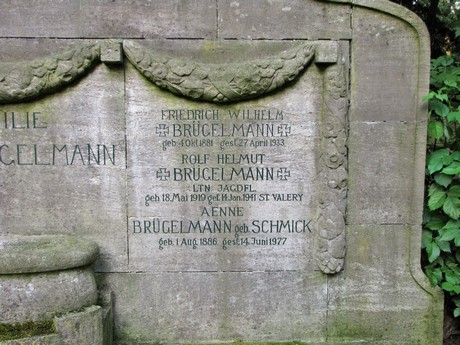 ILIE
GELMANN
FRIEDRICH WILHELM
BRÜGELMANN
geb. 4. Okt. 1881 - gest. 27. April 1933
ROLF HELMUT
BRÜGELMANN
LTN JAGDFL.
geb. 18. Mai 1919 gef. 14. Jan. 1941 ST. VALERY
AENNE
BRÜGELMANN geb. SCHMICK
geb. 1. Aug. 1886 gest. 14. Juni 1977